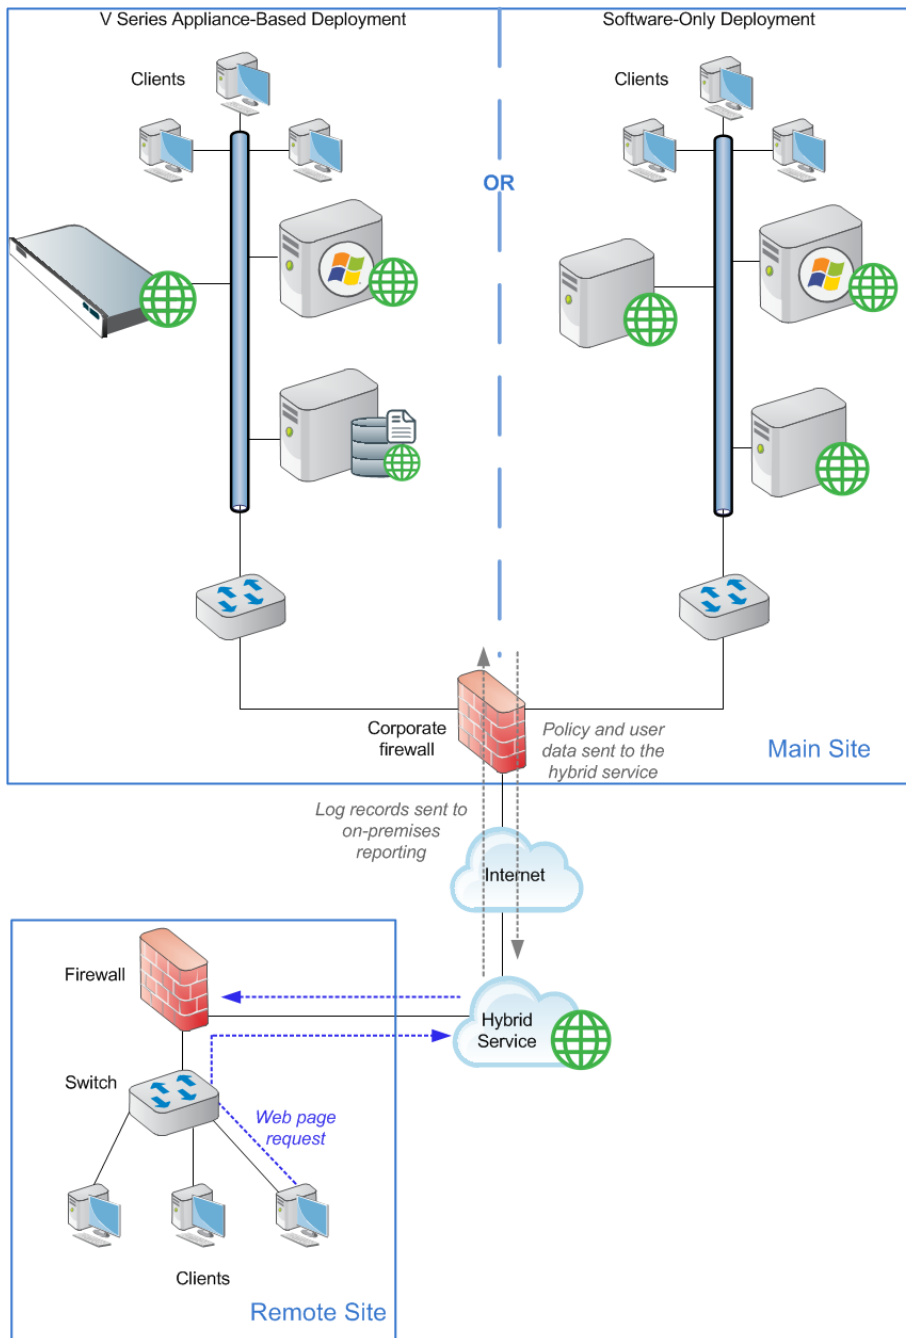 V Series Appliance-Based Deployment
Software-Only Deployment
Clients
Clients
OR
Corporate
firewall
Policy and user
data sent to the
hybrid service
Main Site
Log records sent to
on-premises
reporting
Internet
Firewall
Hybrid
Service
Switch
Web page
request
Clients
Remote Site